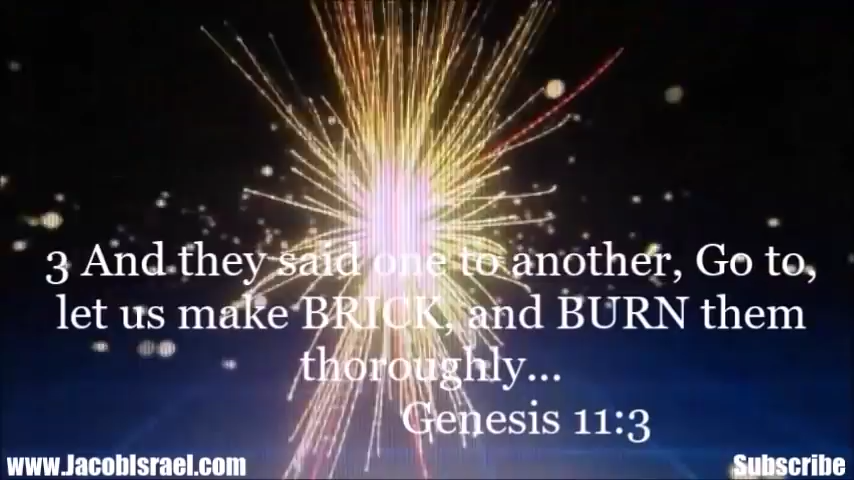 3 And they said one to another, Go to,
let us make BRICK, and BURN them
thoroughly...
Genesis 11:3
www.JacobIsrael.com
Subscribe